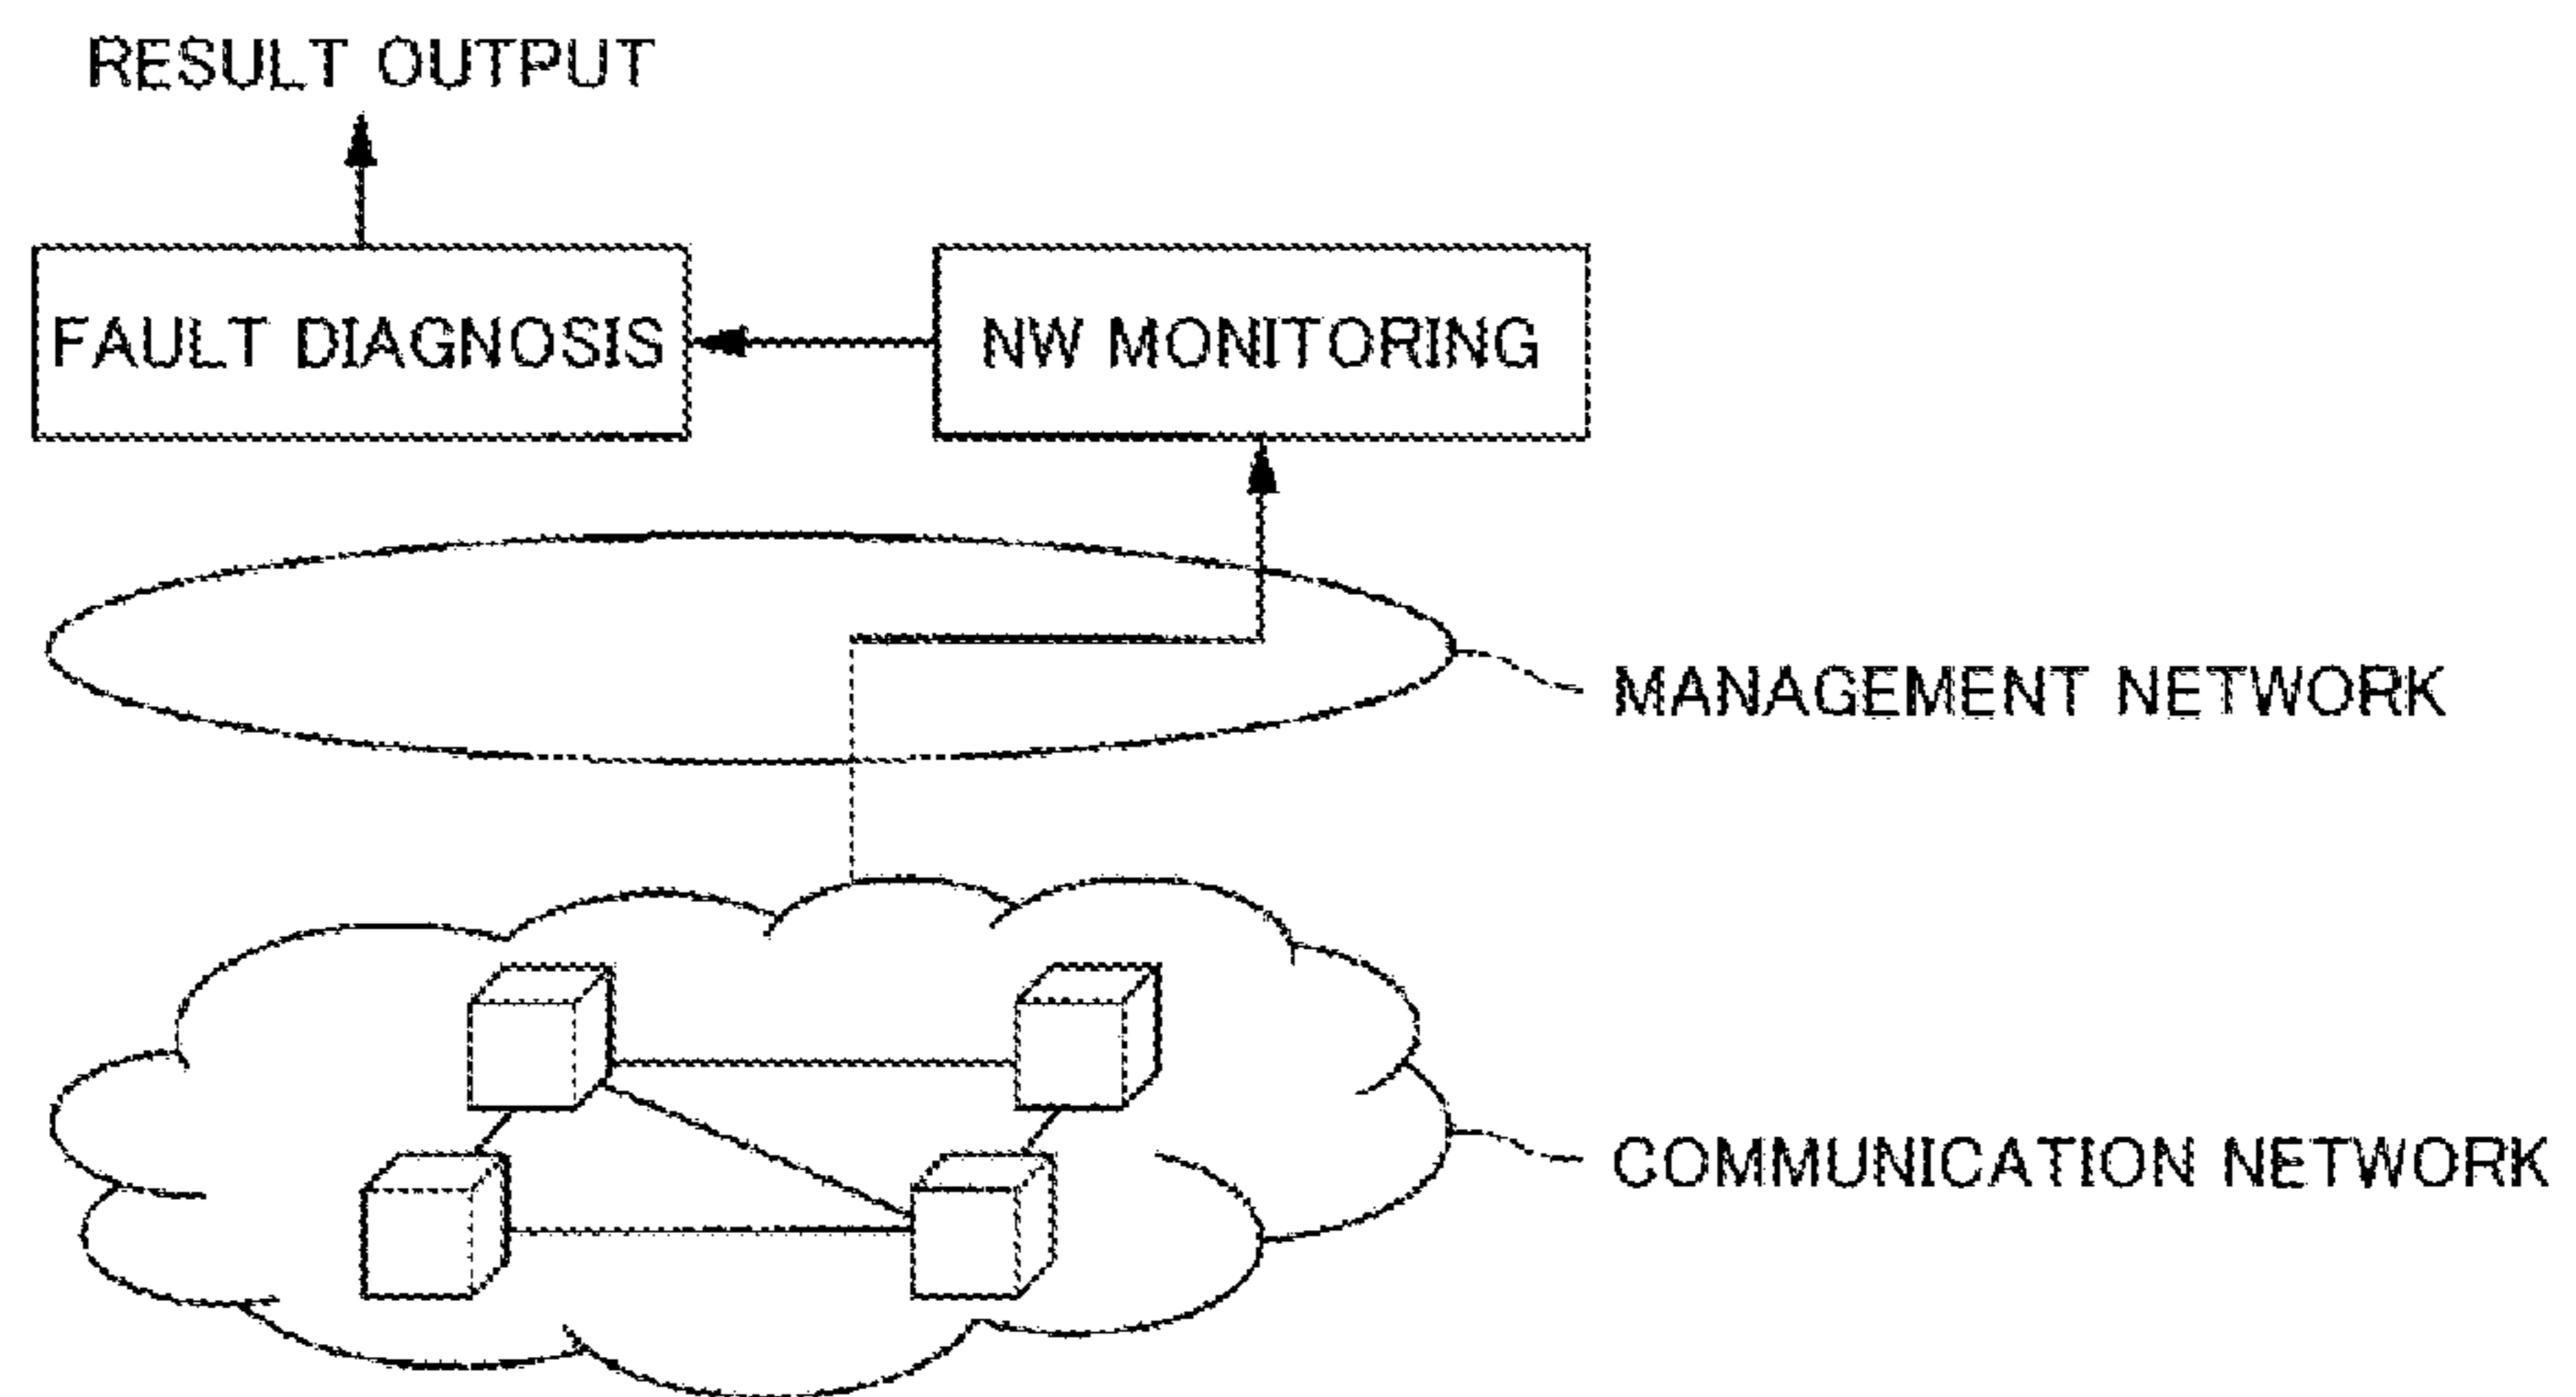 RESULT OUTPUT
FAULT DIAGNOSIS
NW MONITORING
MANAGEMENT NETWORK
COMMUNICATION NETWORK